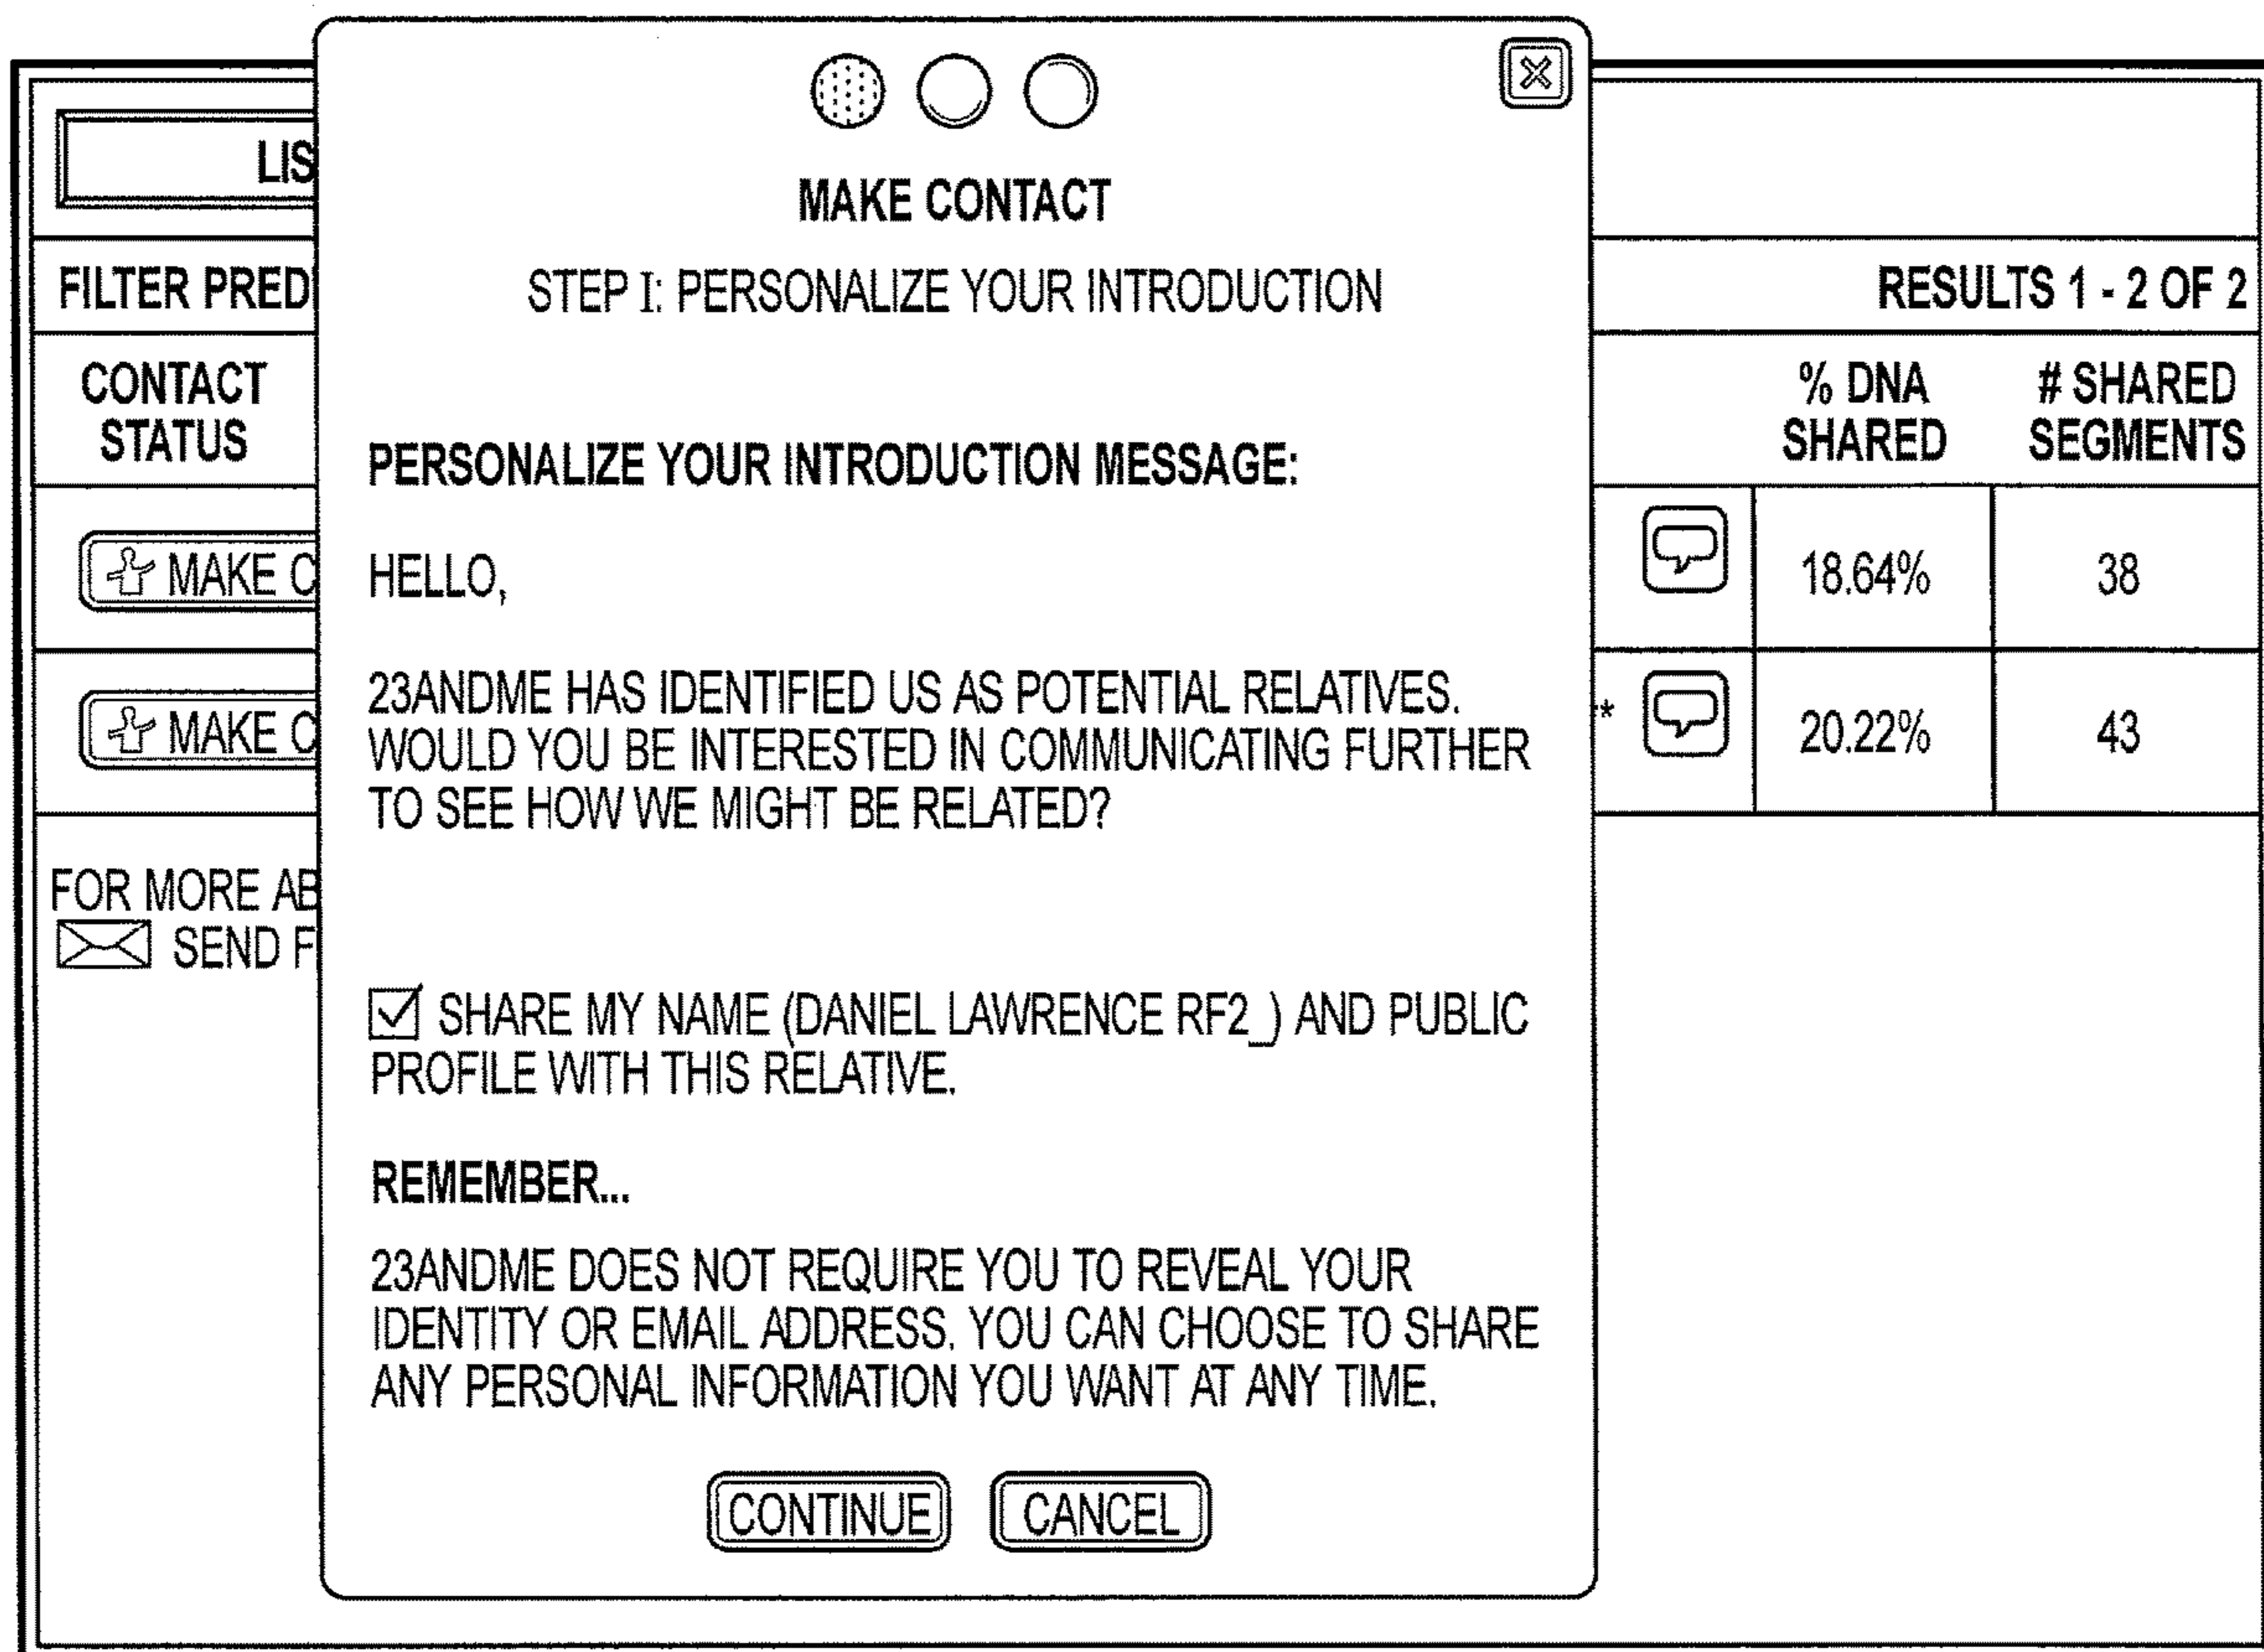 MAKE CONTACT
STEP I: PERSONALIZE YOUR INTRODUCTION
PERSONALIZE YOUR INTRODUCTION MESSAGE:
HELLO,
23ANDME HAS IDENTIFIED US AS POTENTIAL RELATIVES.
WOULD YOU BE INTERESTED IN COMMUNICATING FURTHER
TO SEE HOW WE MIGHT BE RELATED?
SHARE MY NAME (DANIEL LAWRENCE RF2_) AND PUBLIC
PROFILE WITH THIS RELATIVE.
REMEMBER...
23ANDME DOES NOT REQUIRE YOU TO REVEAL YOUR
IDENTITY OR EMAIL ADDRESS. YOU CAN CHOOSE TO SHARE
ANY PERSONAL INFORMATION YOU WANT AT ANY TIME.
CONTINUE CANCEL
LIS
FILTER PRED
RESULTS 1 - 2 OF 2
CONTACT
STATUS
% DNA
SHARED
# SHARED
SEGMENTS
MAKE C
18.64% 38
MAKE C
** 20.22% 43
FOR MORE AB
SEND F